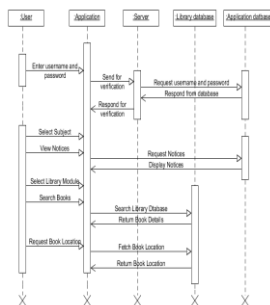 User
Application
Server
Library database
Application datbase
Enter username and
password
Send for
verification
Request username and password
Respond from database
Respond for
verification
Select Subject
View Notices
Request Notices
Display Notices
Select Library Module
Search Books
Search Library Dtabase
Return Book Details
Request Book Location
Fetch Book Location
Return Book Location